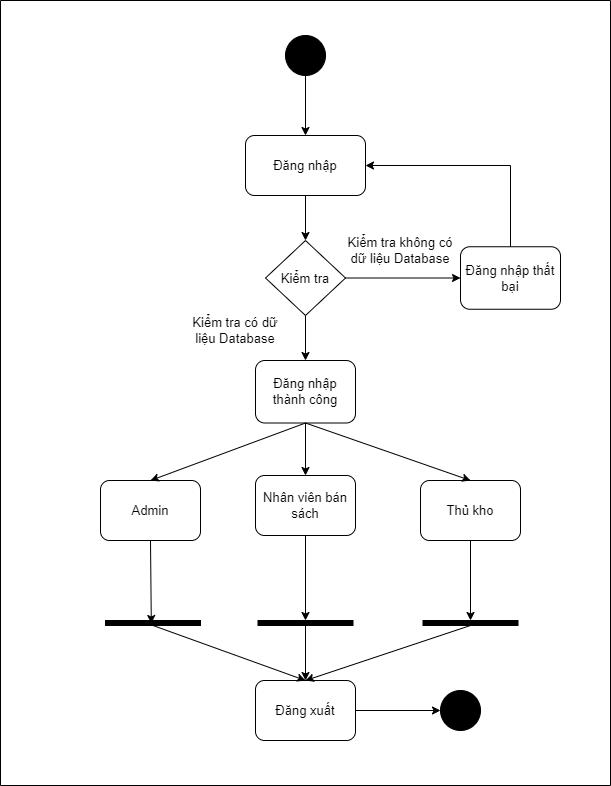 Đăng nhập
Kiểm tra không có
dữ liệu Database
Kiểm tra
Đăng nhập thất
bại
Kiểm tra có dữ
liệu Database
Đăng nhập
thành công
Admin
Nhân viên bán
sách
Thủ kho
Đăng xuất